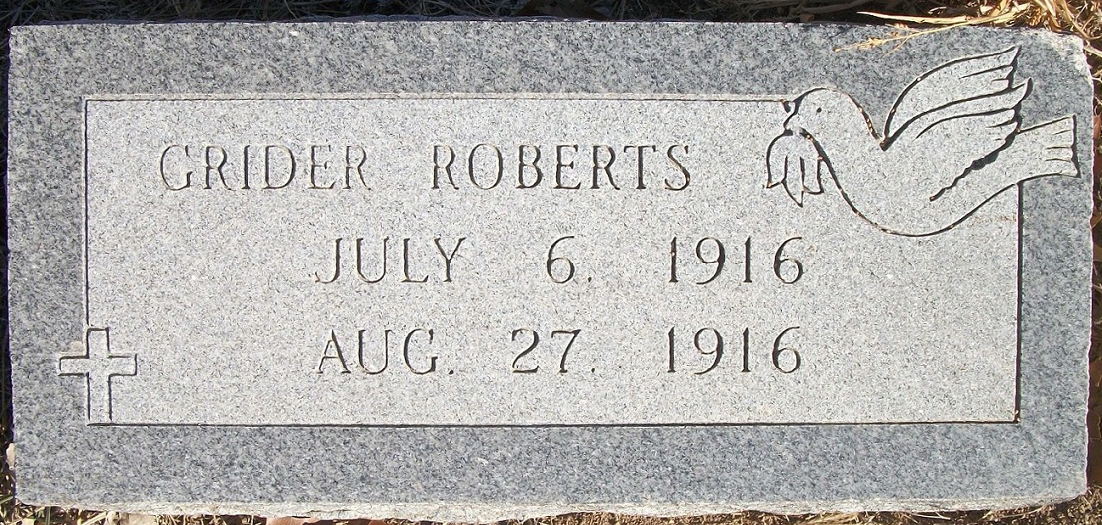 GRIDER ROBERTS
JULY 6, 1916
AUG. 27, 1916